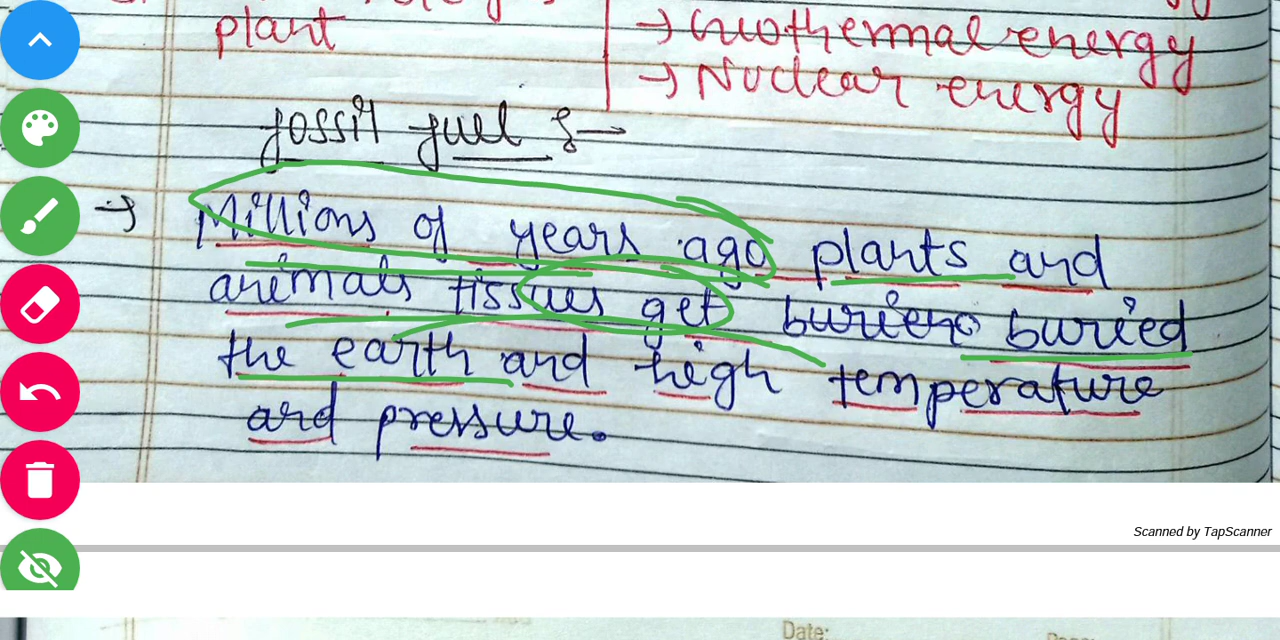 plant
→ Geothermal energy
→ Nuclear energy
fossil fuel :-
→ Millions of years ago plants and
animals tissues get buried
the earth and high temperature
and pressure.
Scanned by TapScanner
Date: